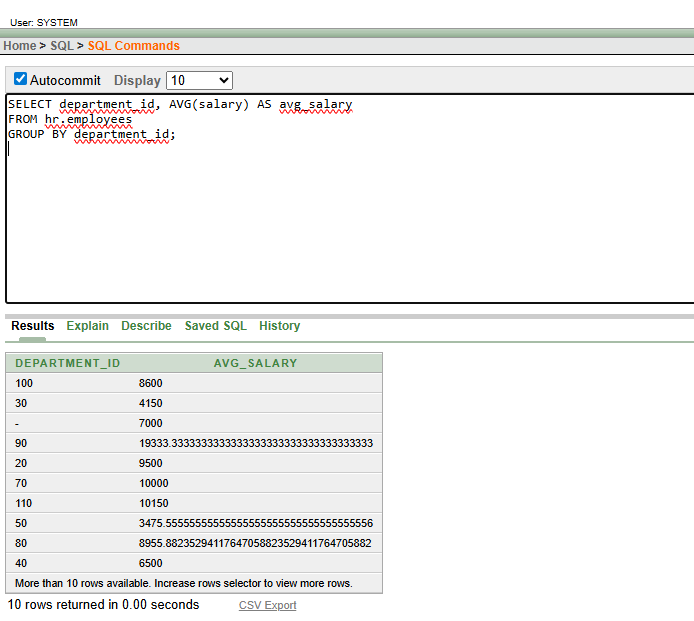 User: SYSTEM
Home > SQL > SQL Commands
Autocommit Display 10
SELECT department_id, AVG(salary) AS avg_salary
FROM hr.employees
GROUP BY department_id;
Results Explain Describe Saved SQL History
DEPARTMENT_ID AVG_SALARY
100 8600
30 4150
- 7000
90 19333.3333333333333333333333333333333333
20 9500
70 10000
110 10150
50 3475.55555555555555555555555555555555556
80 8955.88235294117647058823529411764705882
40 6500
More than 10 rows available. Increase rows selector to view more rows.
10 rows returned in 0.00 seconds CSV Export